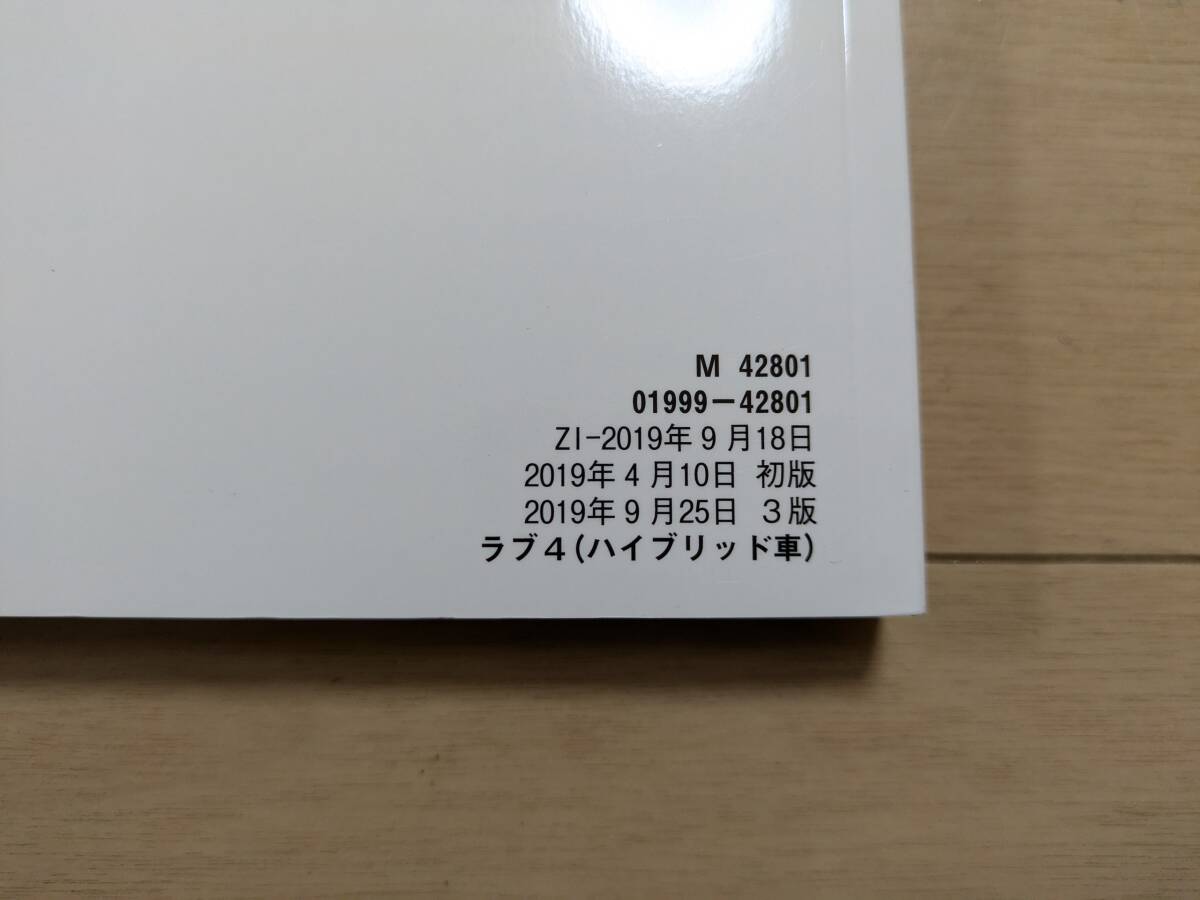 M 42801
01999-42801
ZI-2019年9月18日
2019年4月10日 初版
2019年9月25日 3版
ラブ4(ハイブリッド車)